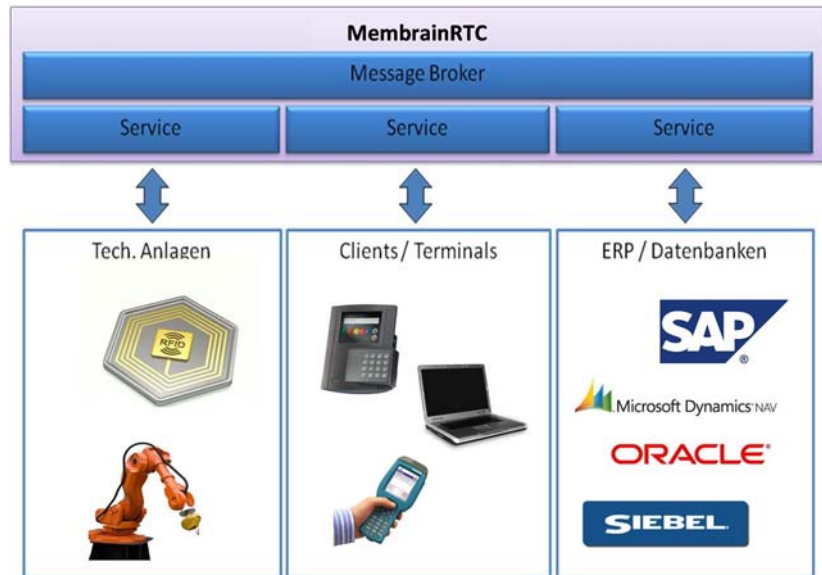 MembrainRTC
Message Broker
Service
Service
Service
Tech. Anlagen
Clients / Terminals
ERP / Datenbanken
RFID
SAP
®
Microsoft Dynamics NAV
ORACLE®
SIEBEL.